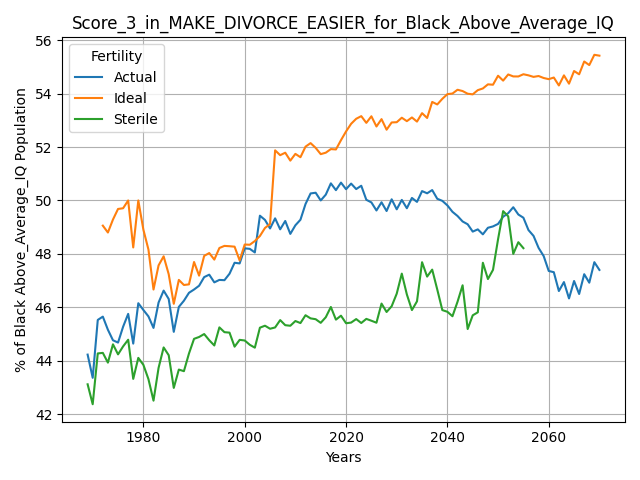 Score_3_in_MAKE_DIVORCE_EASIER_for_Black_Above_Average_IQ
% of Black Above_Average_IQ Population
56
54
52
50
48
46
44
42
Fertility
Actual
Ideal
Sterile
1980
2000
2020
2040
2060
Years